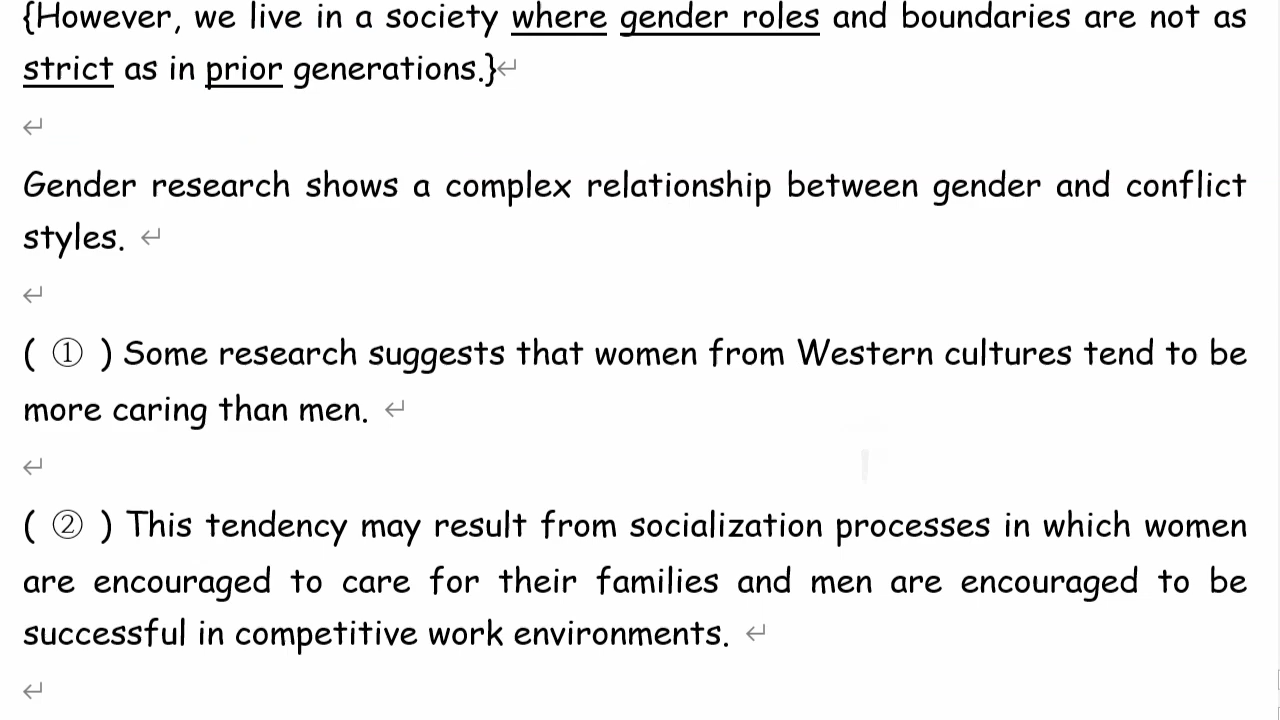 {However, we live in a society where gender roles and boundaries are not as
strict as in prior generations.}↵
↵
Gender research shows a complex relationship between gender and conflict
styles. ↵
↵
( ① ) Some research suggests that women from Western cultures tend to be
more caring than men. ↵
↵
( ② ) This tendency may result from socialization processes in which women
are encouraged to care for their families and men are encouraged to be
successful in competitive work environments. ↵
↵